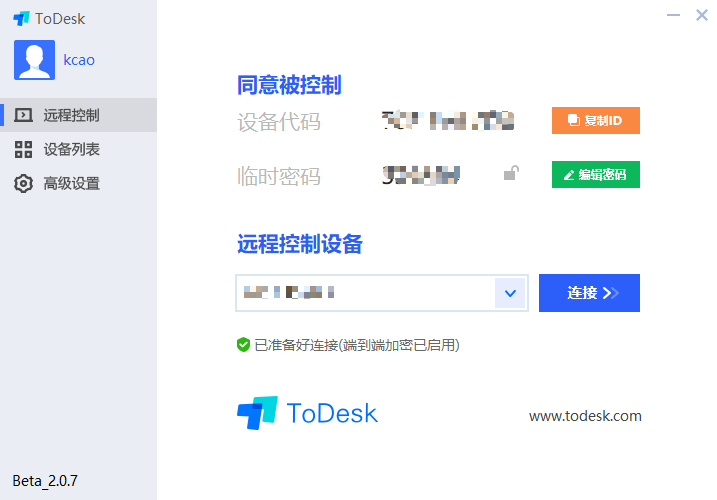 ToDesk
kcao
远程控制
设备列表
高级设置
同意被控制
设备代码
复制ID
临时密码
编辑密码
远程控制设备
连接
已准备好连接(端到端加密已启用)
ToDesk
www.todesk.com
Beta_2.0.7